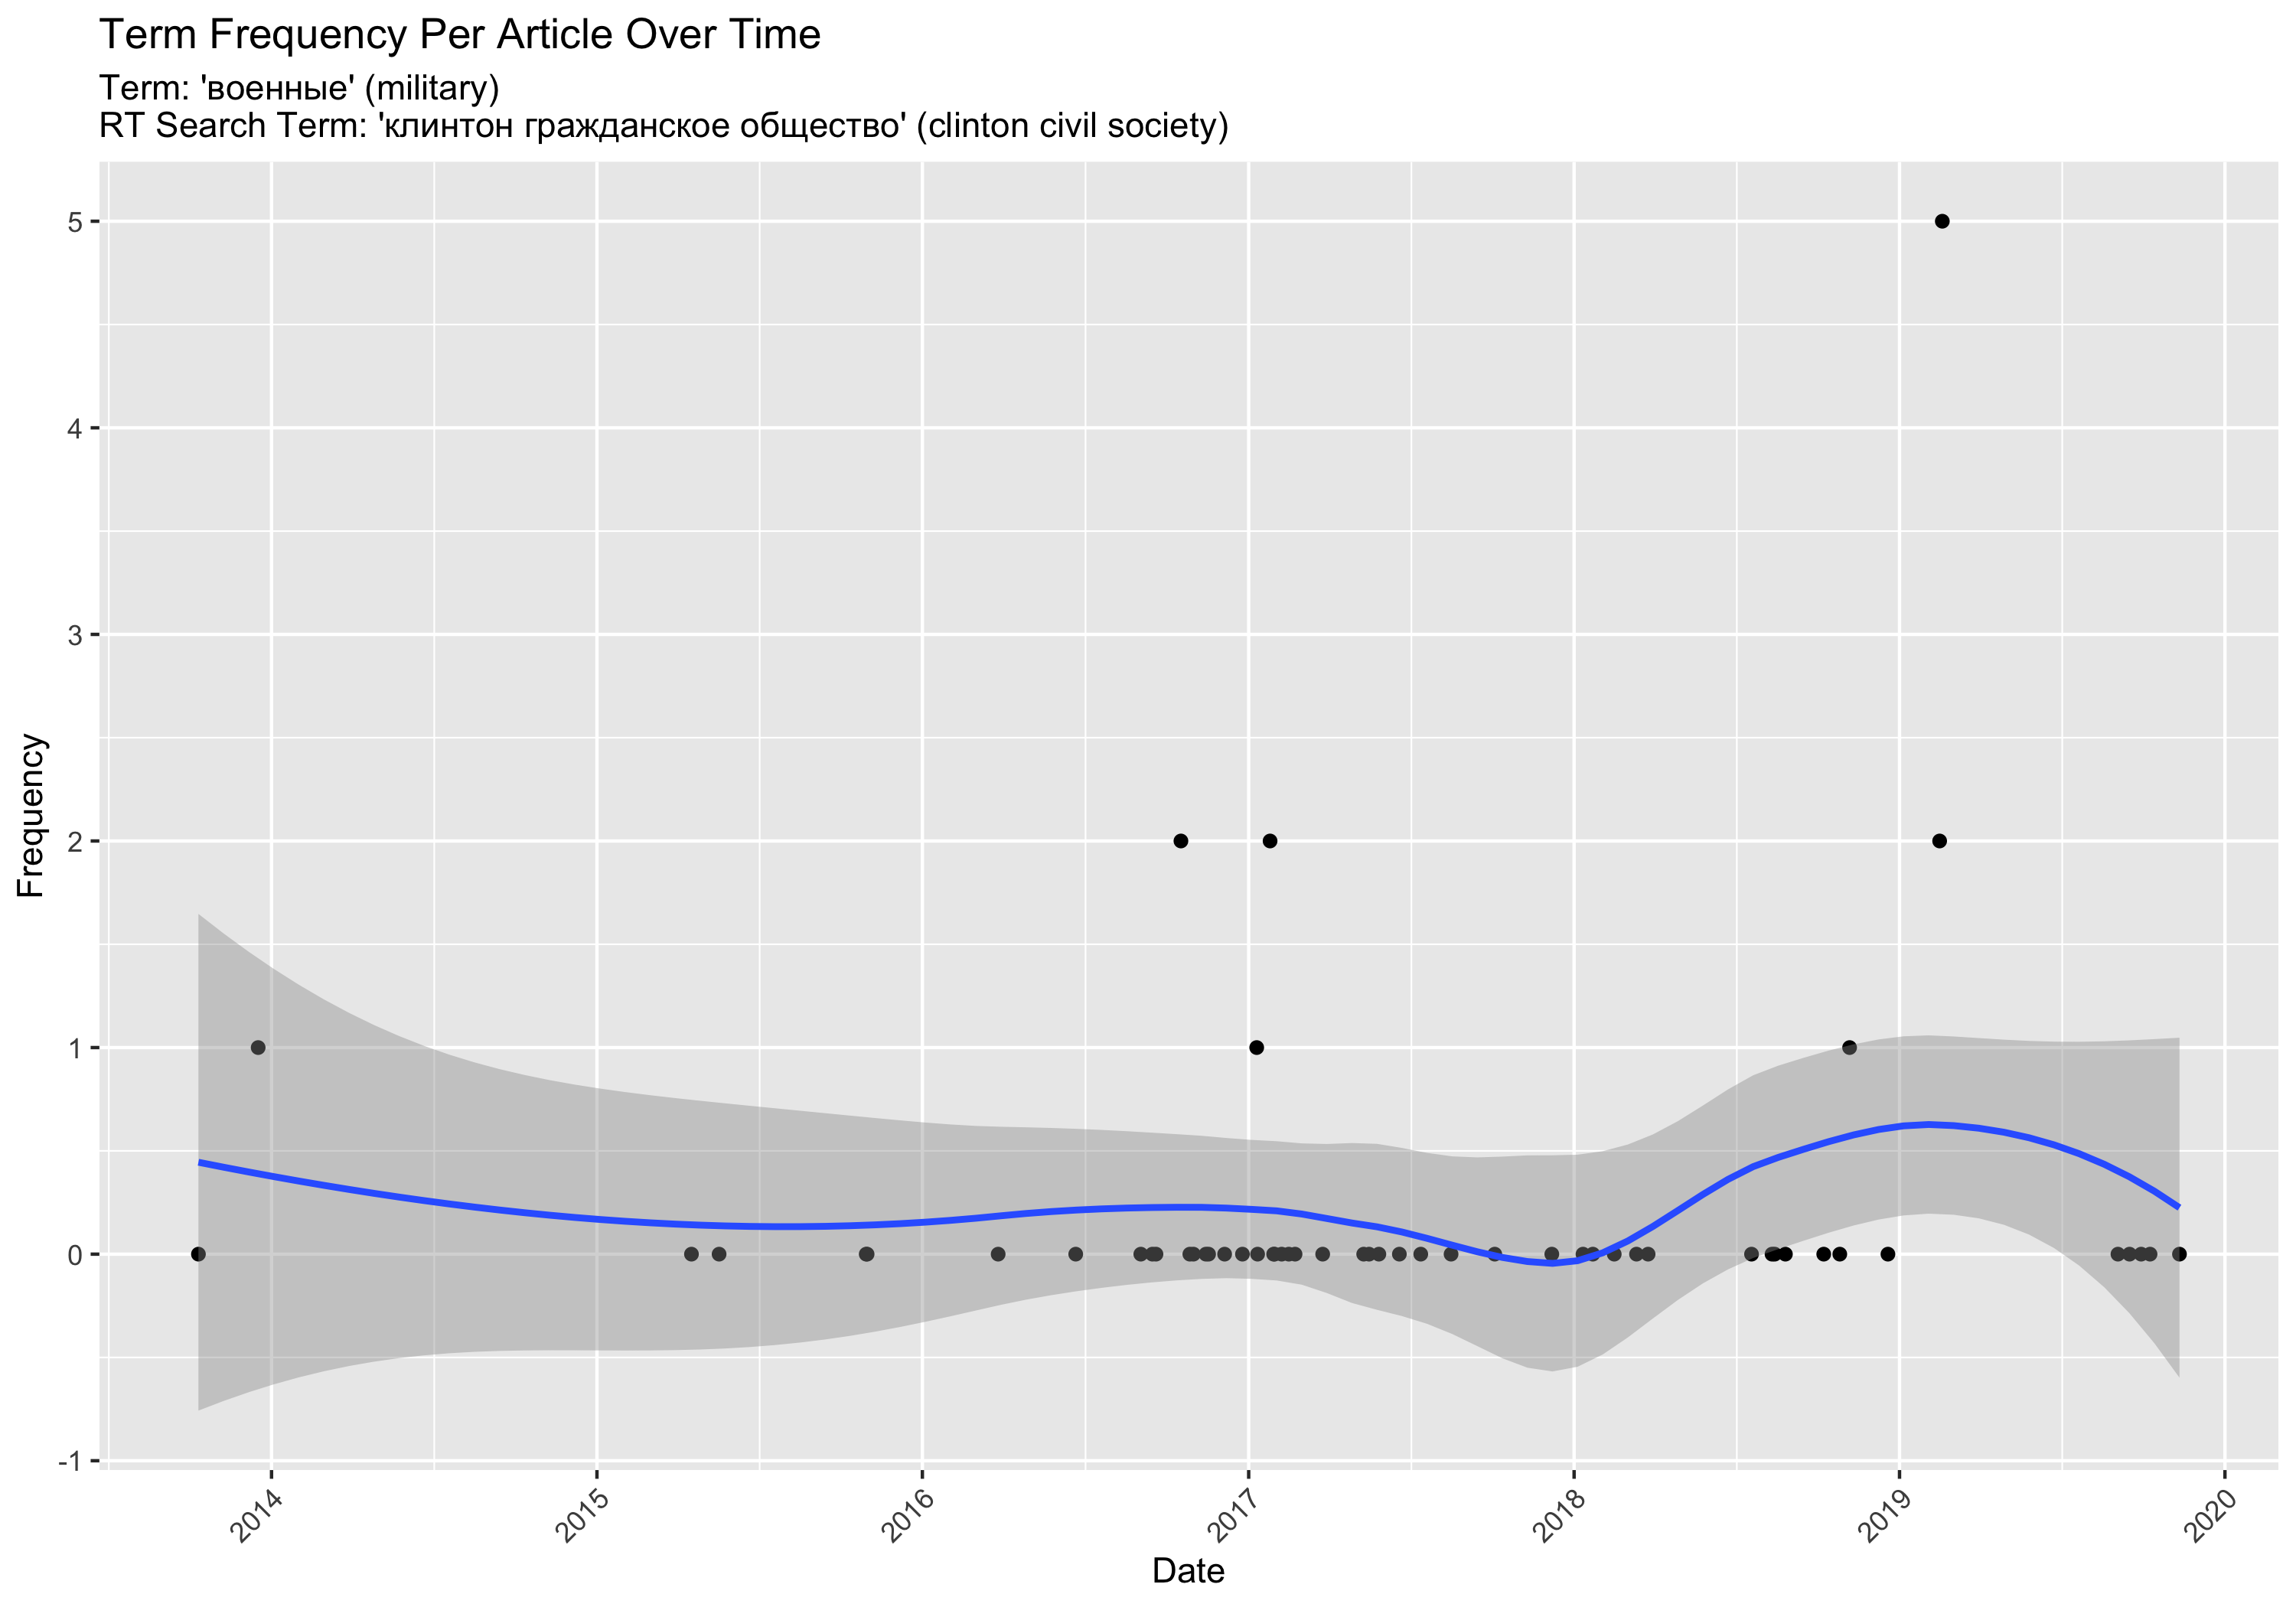 Term Frequency Per Article Over Time
Term: 'военные' (military)
RT Search Term: 'клинтон гражданское общество' (clinton civil society)
Frequency
5
4
3
2
1
0
-1
2014
2015
2016
2017
2018
2019
2020
Date